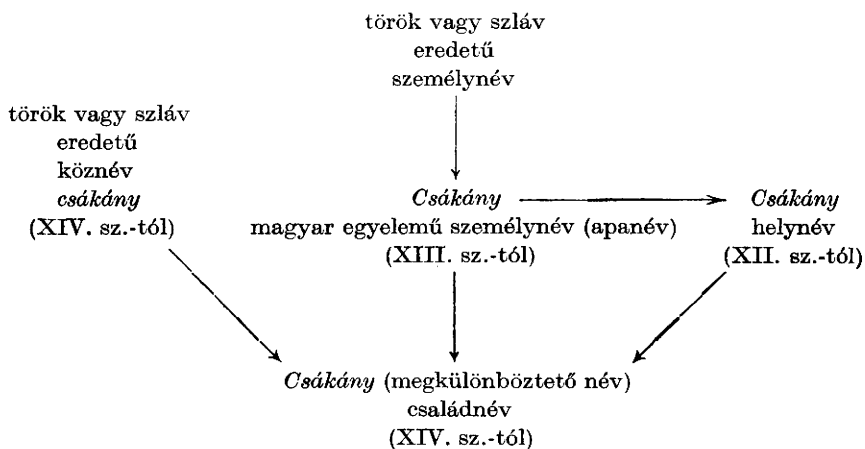 török vagy szláv
eredetű
személynév
török vagy szláv
eredetű
köznév
csákány
(XIV. sz.-tól)
Csákány
magyar egyelemű személynév (apanév)
(XIII. sz.-tól)
Csákány
helynév
(XII. sz.-tól)
Csákány (megkülönböztető név)
családnév
(XIV. sz.-tól)